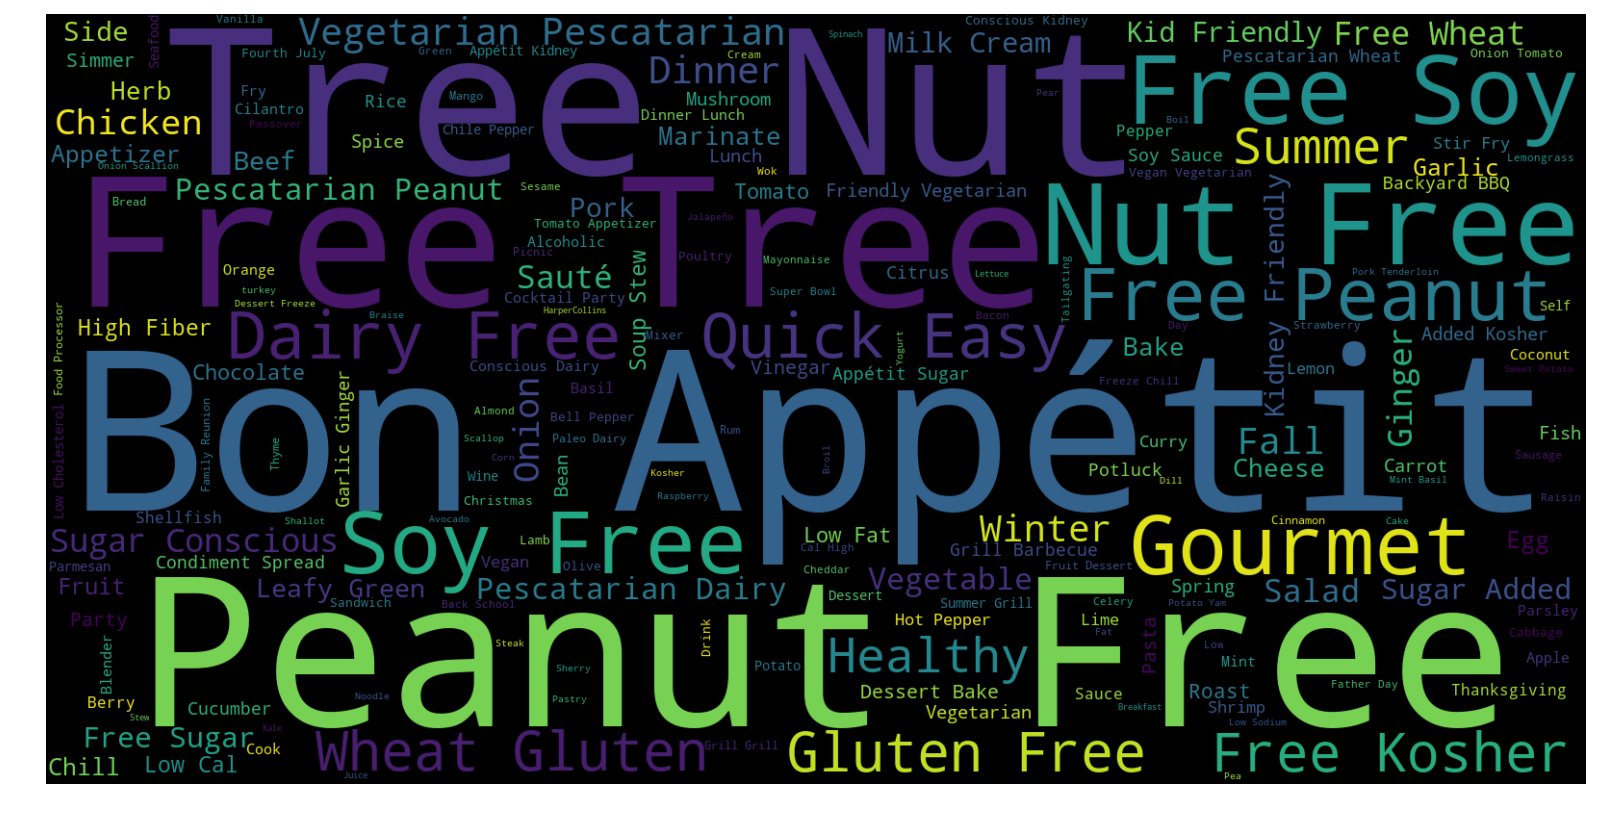 Side
Vanilla
Vegetarian Pescatarian
Conscious Kidney
Kid Friendly
Free Wheat
Simmer
Seafood
Fourth July
Tree Nut
Green
Appétit Kidney
Cream
Spinach
Milk Cream
Pescatarian Wheat
Onion Tomato
Herb
Fry
Cilantro
Rice
Mango
Dinner
Mushroom
Pear
Free Soy
Chicken
Passover
Spice
Chile Pepper
Dinner Lunch
Marinate
Boil
Pepper
Summer
Stir Fry
Appetizer
Onion Scallion
Beef
Lunch
Wok
Soy Sauce
Vegan Vegetarian
Garlic
Lemongrass
Free Tree
Pescatarian Peanut
Sesame
Tomato
Friendly Vegetarian
Backyard BBQ
Bread
Pork
Tomato Appetizer
Jalapeño
Nut Free
Kidney Friendly
Alcoholic
Picnic
Poultry
Mayonnaise
Citrus
Lettuce
Orange
turkey
Dessert Freeze
Sauté
Cocktail Party
HarperCollins
Soup Stew
Super Bowl
Tailgating
Pork Tenderloin
Free Peanut
Self
High Fiber
Dairy Free
Braise
Mixer
Quick Easy
Bacon
Day
Strawberry
Added Kosher
Food Processor
Chocolate
Conscious Dairy
Vinegar
Appétit Sugar
Yogurt
Bake
Freeze Chill
Lemon
Ginger
Coconut
Sweet Potato
Bon Appétit
Low Cholesterol
Family Reunion
Thyme
Garlic Ginger
Almond
Scallop
Corn
Onion
Basil
Bell Pepper
Paleo Dairy
Rum
Kosher
Raspberry
Broil
Curry
Potluck
Dill
Fall
Cheese
Carrot
Mint Basil
Fish
Sausage
Raisin
Wine
Christmas
Bean
Shellfish
Shallot
Avocado
Sugar Conscious
Soy Free
Low Fat
Cal High
Winter
Grill Barbecue
Gourmet
Cinnamon
Cake
Egg
Parmesan
Condiment Spread
Vegan
Lamb
Olive
Cheddar
Fruit Dessert
Fruit
Leafy Green
Sandwich
Back School
Pescatarian Dairy
Dessert
Vegetable
Summer Grill
Celery
Spring
Potato Yam
Salad
Sugar Added
Parsley
Peanut Free
Party
Blender
Steak
Sherry
Drink
Potato
Healthy
Hot Pepper
Lime
Fat
Pasta
Low
Mint
Cabbage
Apple
Berry
Stew
Cucumber
Kale
Noodle
Pastry
Dessert Bake
Vegetarian
Sauce
Breakfast
Roast
Shrimp
Low Sodium
Father Day
Thanksgiving
Free Sugar
Cook
Wheat Gluten
Grill Grill
Gluten Free
Free Kosher
Chill
Low Cal
Juice
Pea